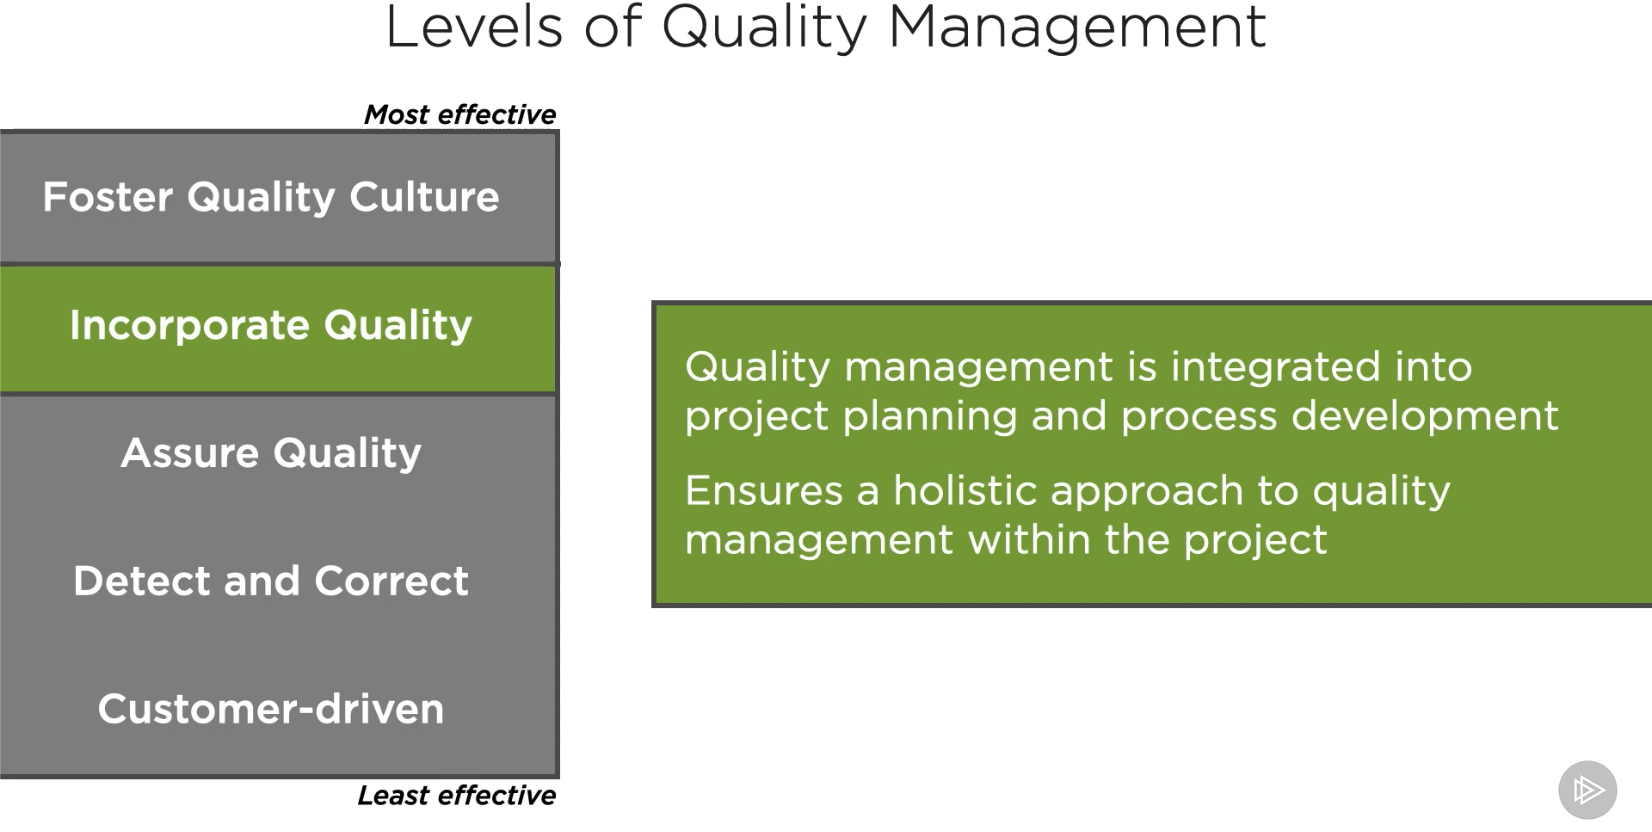 Levels of Quality Management
Most effective
Foster Quality Culture
Incorporate Quality
Assure Quality
Detect and Correct
Customer-driven
Least effective
Quality management is integrated into
project planning and process development
Ensures a holistic approach to quality
management within the project